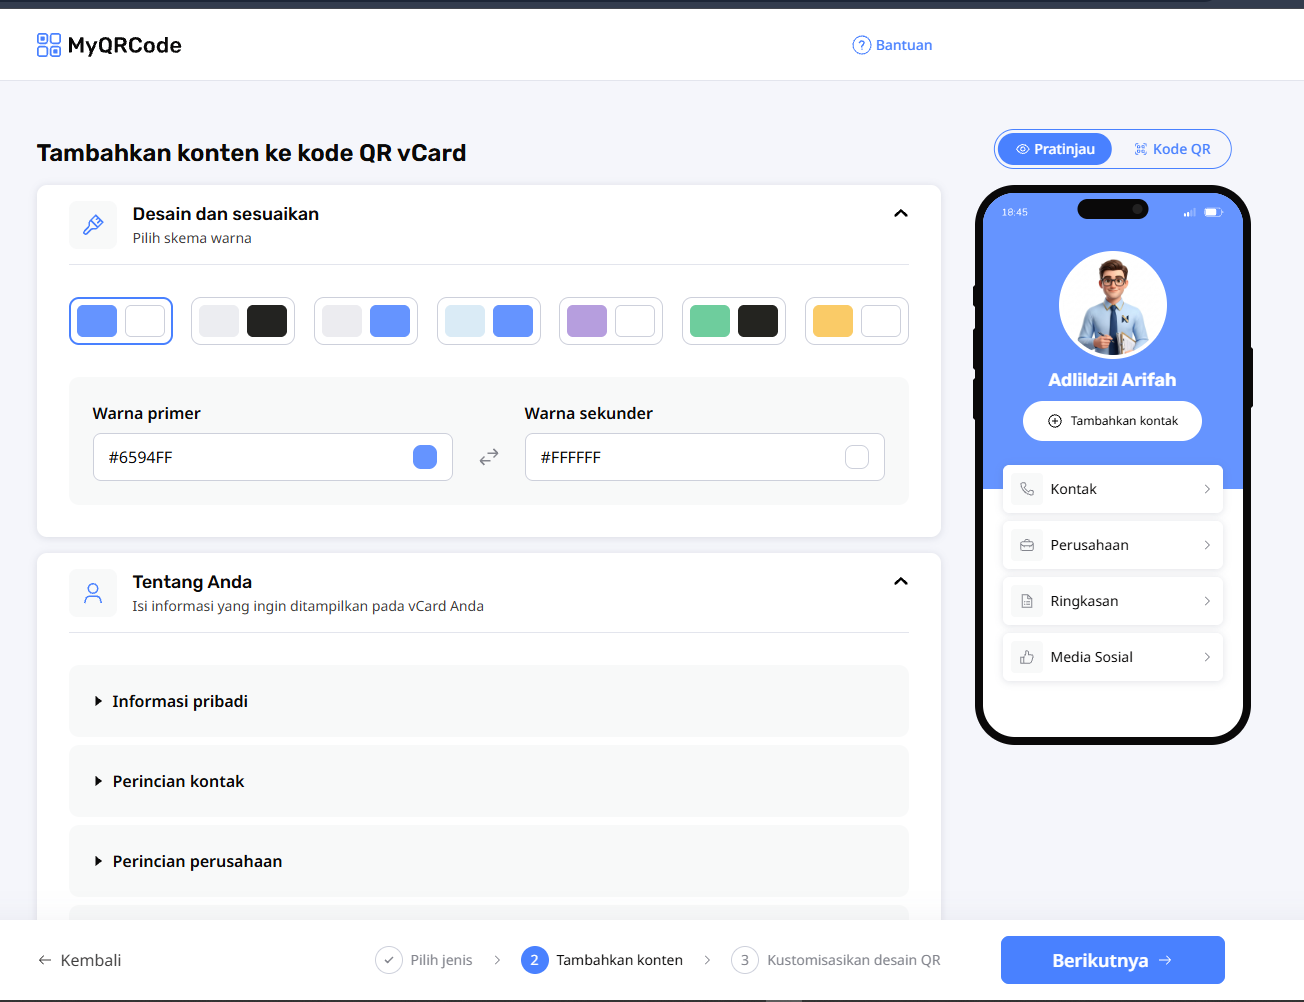 MyQRCode
Bantuan
Tambahkan konten ke kode QR vCard
Pratinjau
Kode QR
Desain dan sesuaikan
Pilih skema warna
Warna primer
Warna sekunder
#6594FF
#FFFFFF
Tentang Anda
Isi informasi yang ingin ditampilkan pada vCard Anda
Informasi pribadi
Perincian kontak
Perincian perusahaan
18:45
Adlildzil Arifah
Tambahkan kontak
Kontak
Perusahaan
Ringkasan
Media Sosial
Kembali
Pilih jenis
2 Tambahkan konten
3 Kustomisasikan desain QR
Berikutnya